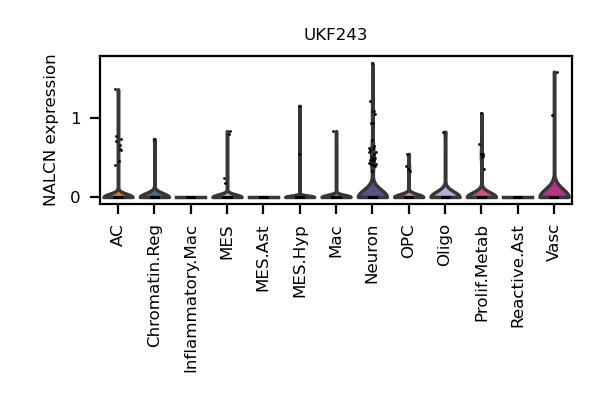 UKF243
NALCN expression
1
0
AC
Chromatin.Reg
Inflammatory.Mac
MES
MES.Ast
MES.Hyp
Mac
Neuron
OPC
Oligo
Prolif.Metab
Reactive.Ast
Vasc